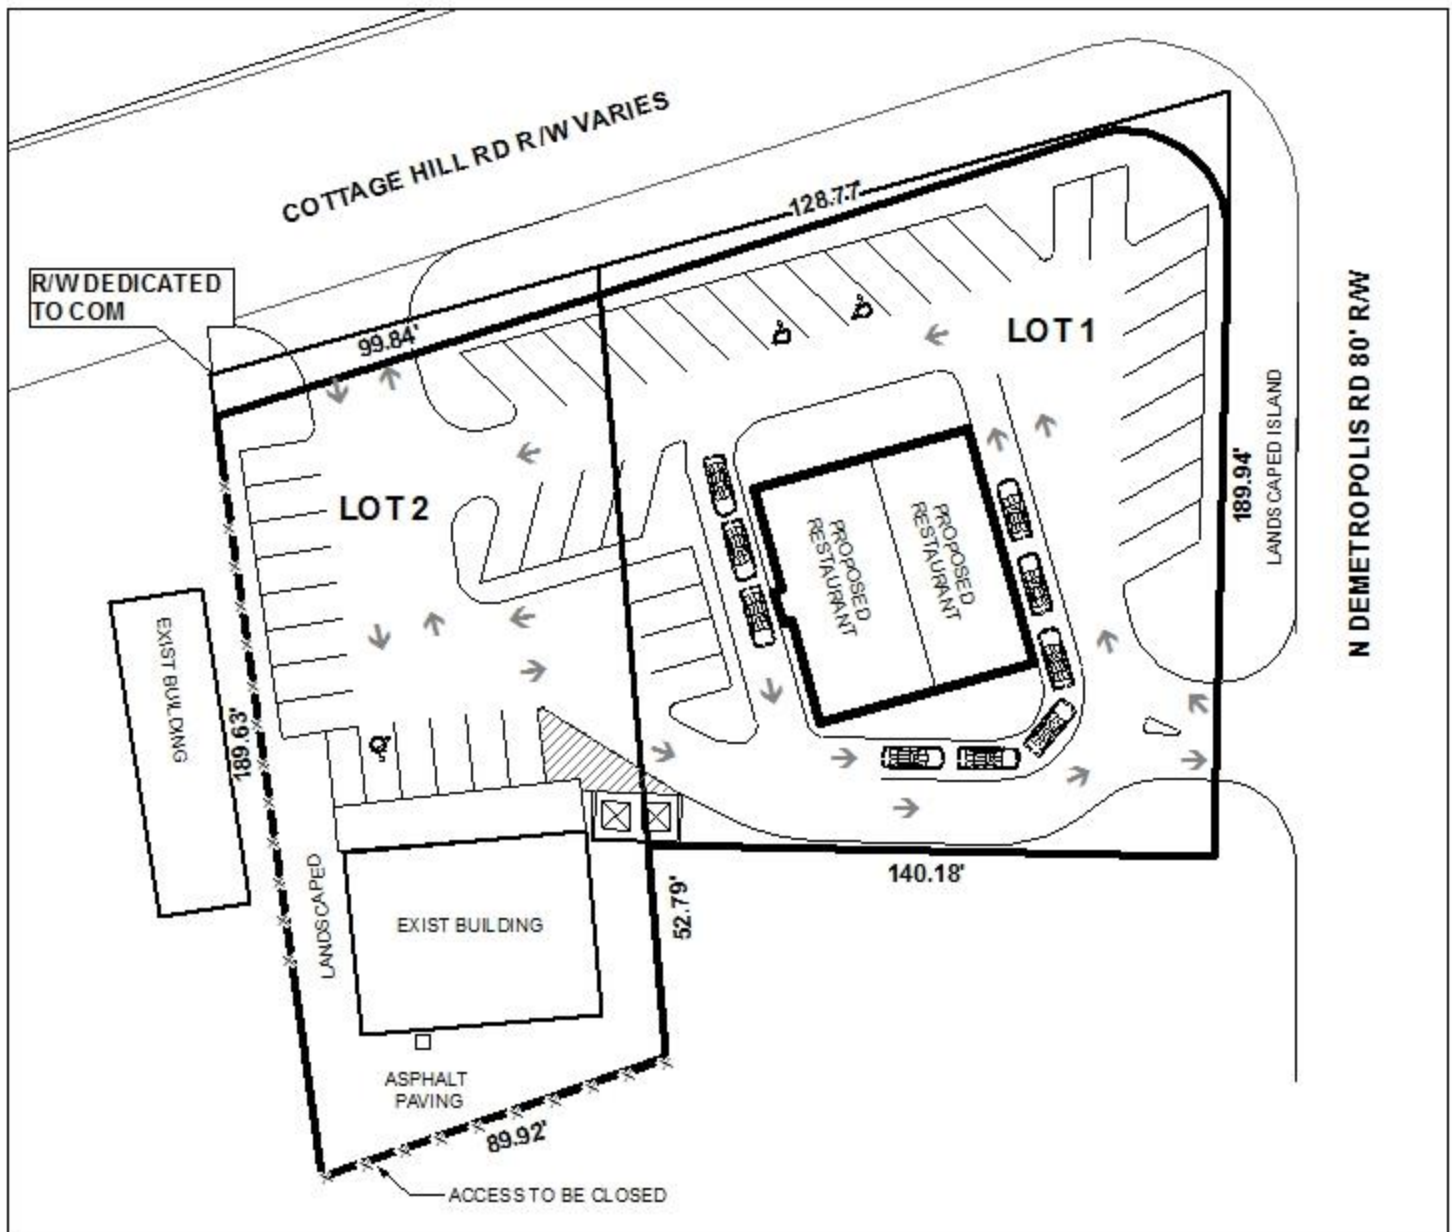 COTTAGE HILL RD R/W VARIES
128.77'
R/W DEDICATED
TO COM
99.84'
LOT 1
N DEMETROPOLIS RD 80' R/W
LANDSCAPED ISLAND
189.94'
LOT 2
PROPOSED
RESTAURANT
PROPOSED
RESTAURANT
EXIST BUILDING
189.63'
LANDSCAPED
EXIST BUILDING
52.79'
140.18'
ASPHALT
PAVING
89.92'
ACCESS TO BE CLOSED